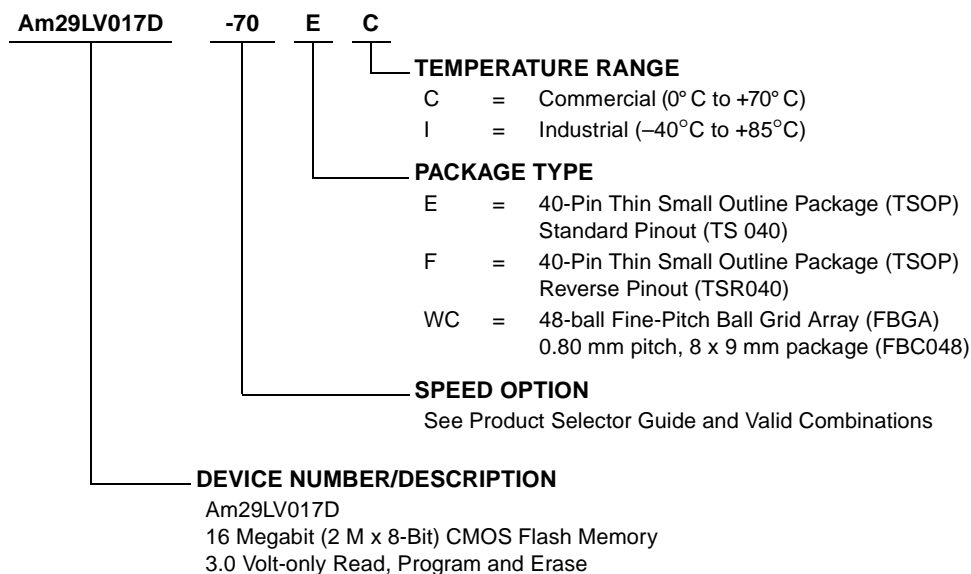 Am29LV017D -70 E C
TEMPERATURE RANGE
C = Commercial (0° C to +70° C)
I = Industrial (–40°C to +85°C)
PACKAGE TYPE
E = 40-Pin Thin Small Outline Package (TSOP)
Standard Pinout (TS 040)
F = 40-Pin Thin Small Outline Package (TSOP)
Reverse Pinout (TSR040)
WC = 48-ball Fine-Pitch Ball Grid Array (FBGA)
0.80 mm pitch, 8 x 9 mm package (FBC048)
SPEED OPTION
See Product Selector Guide and Valid Combinations
DEVICE NUMBER/DESCRIPTION
Am29LV017D
16 Megabit (2 M x 8-Bit) CMOS Flash Memory
3.0 Volt-only Read, Program and Erase